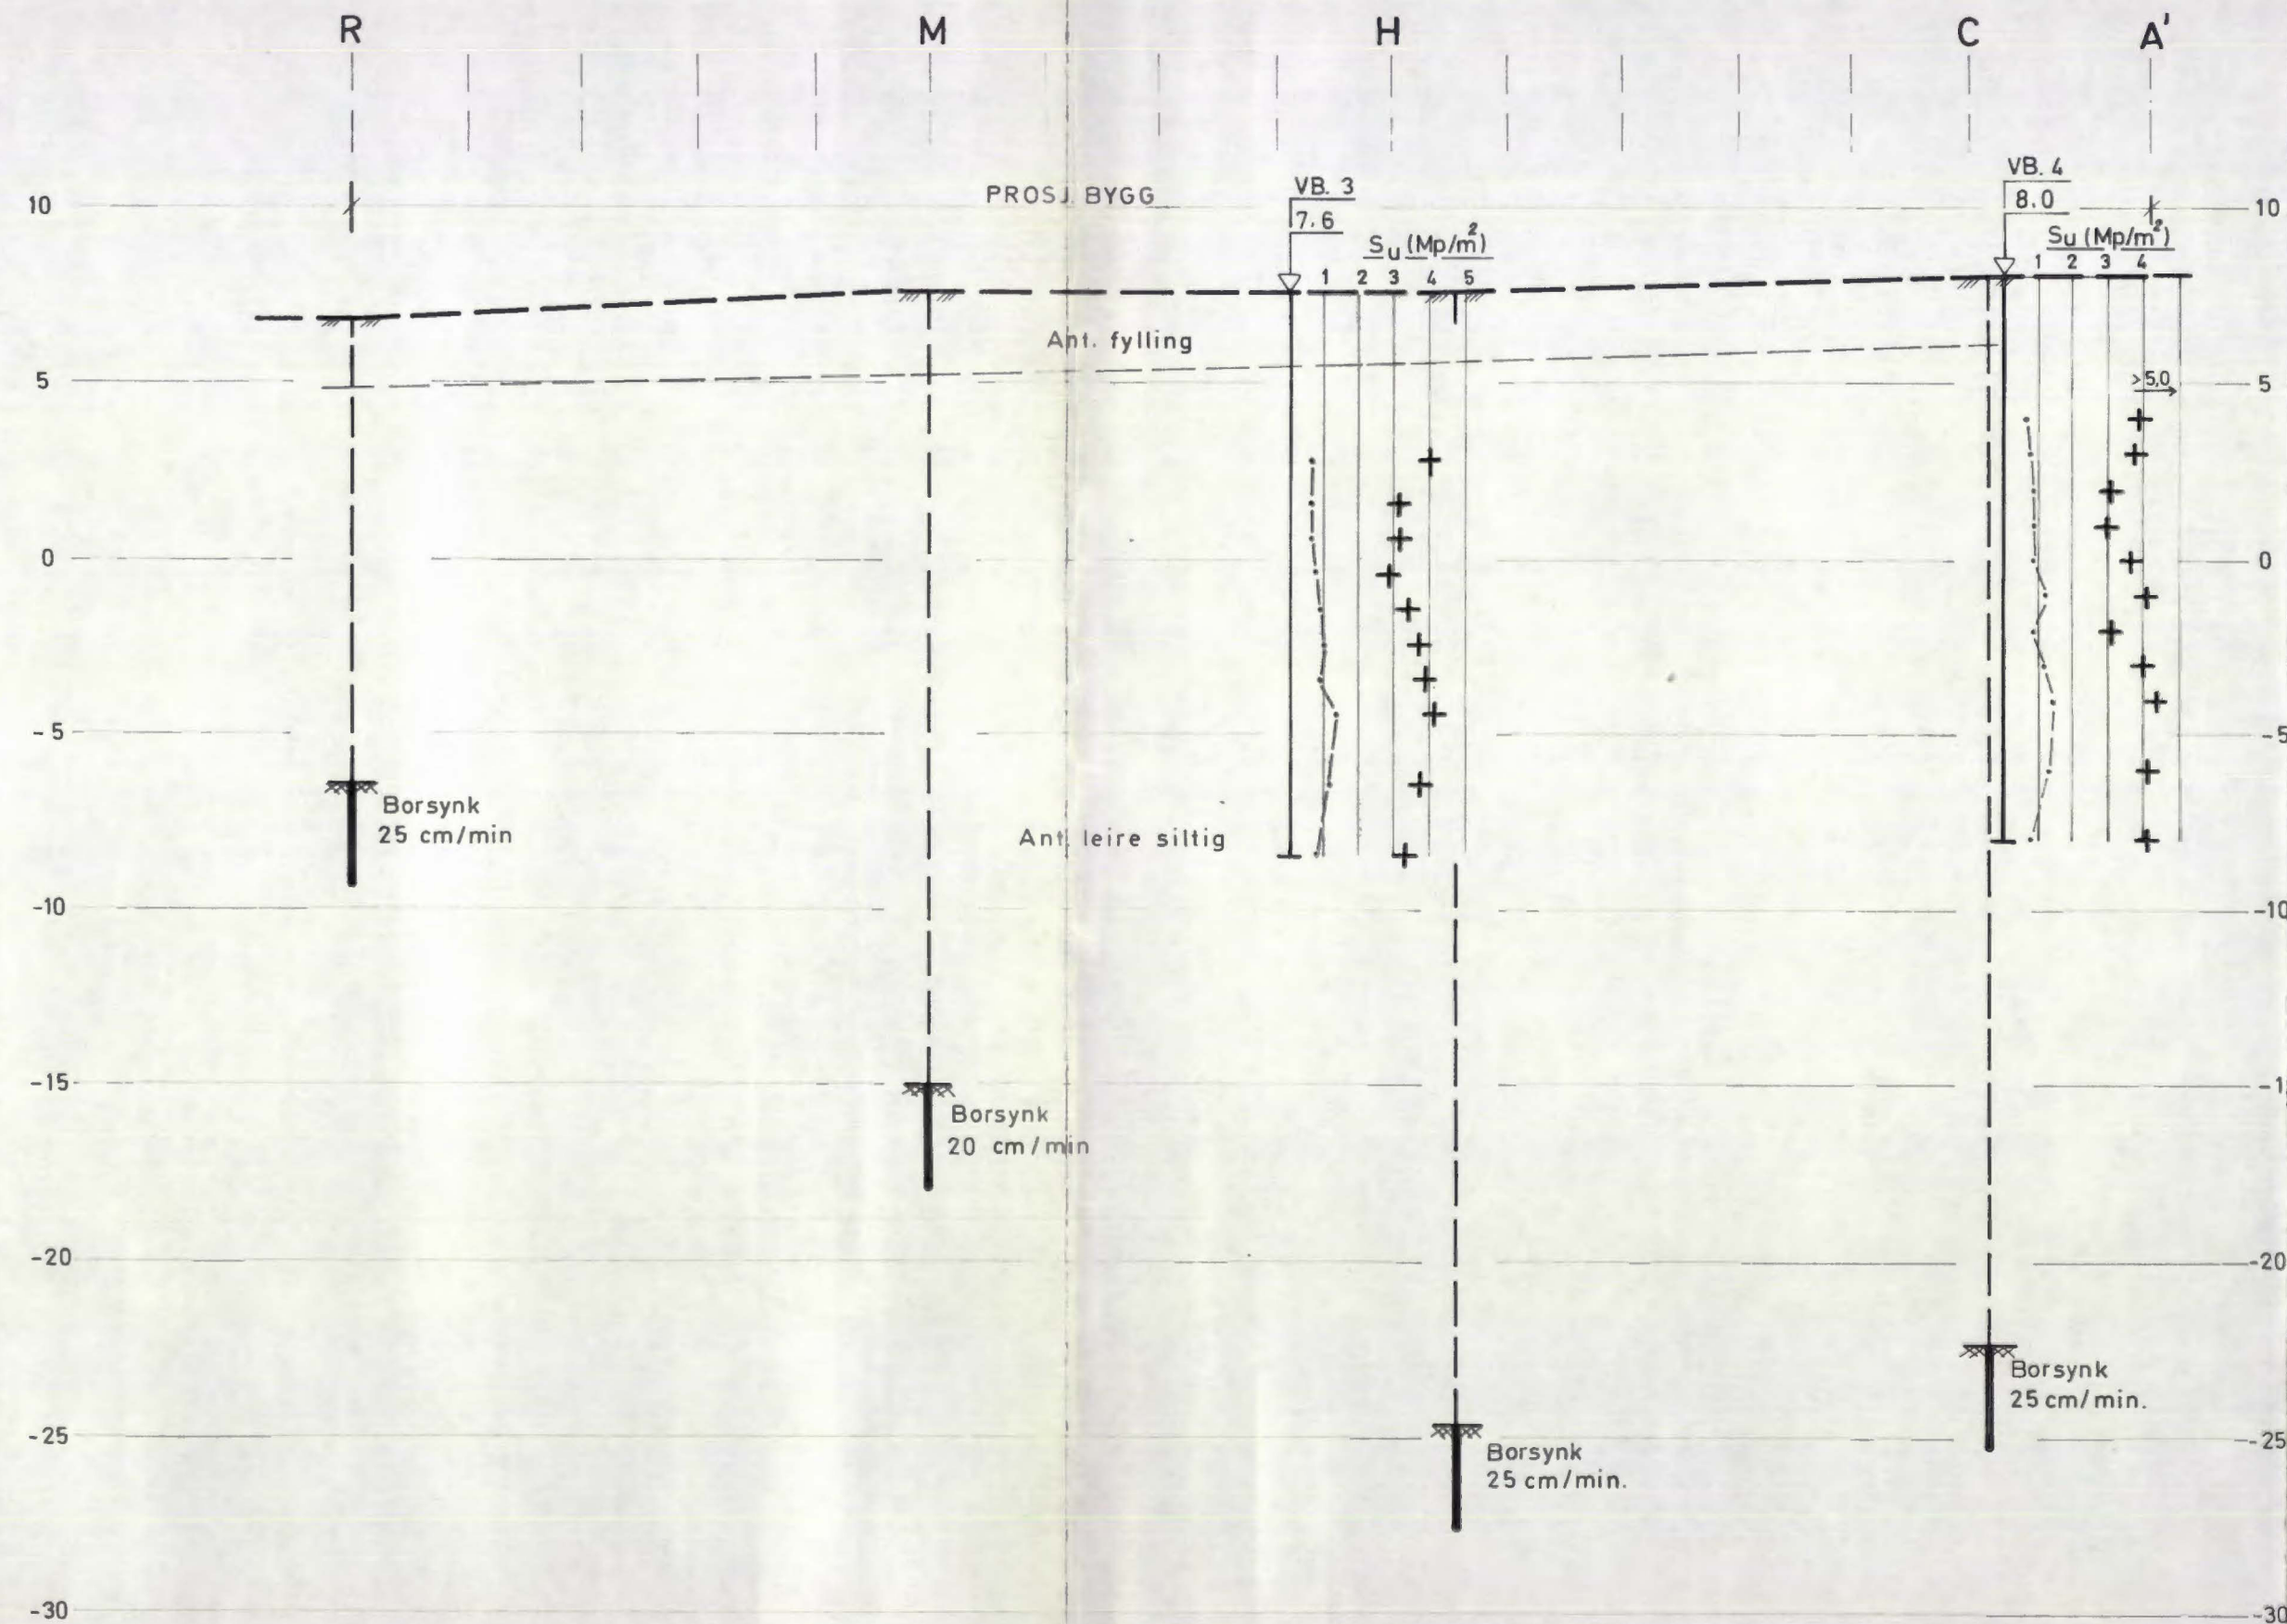 R M H C A'
VB. 4
VB. 3
8.0
10 PROSJ. BYGG 10
7.6
Su (Mp/m²) Su (Mp/m²)
1 2 3 4 5 1 2 3 4
Ant. fylling
5 >5,0 5
0 0
-5 -5
Borsynk
25 cm/min
Ant. leire siltig
-10 -10
-15 -1
Borsynk
20 cm/min
-20 -20
Borsynk
25 cm/min.
-25 -25
Borsynk
25 cm/min.
-30 -30